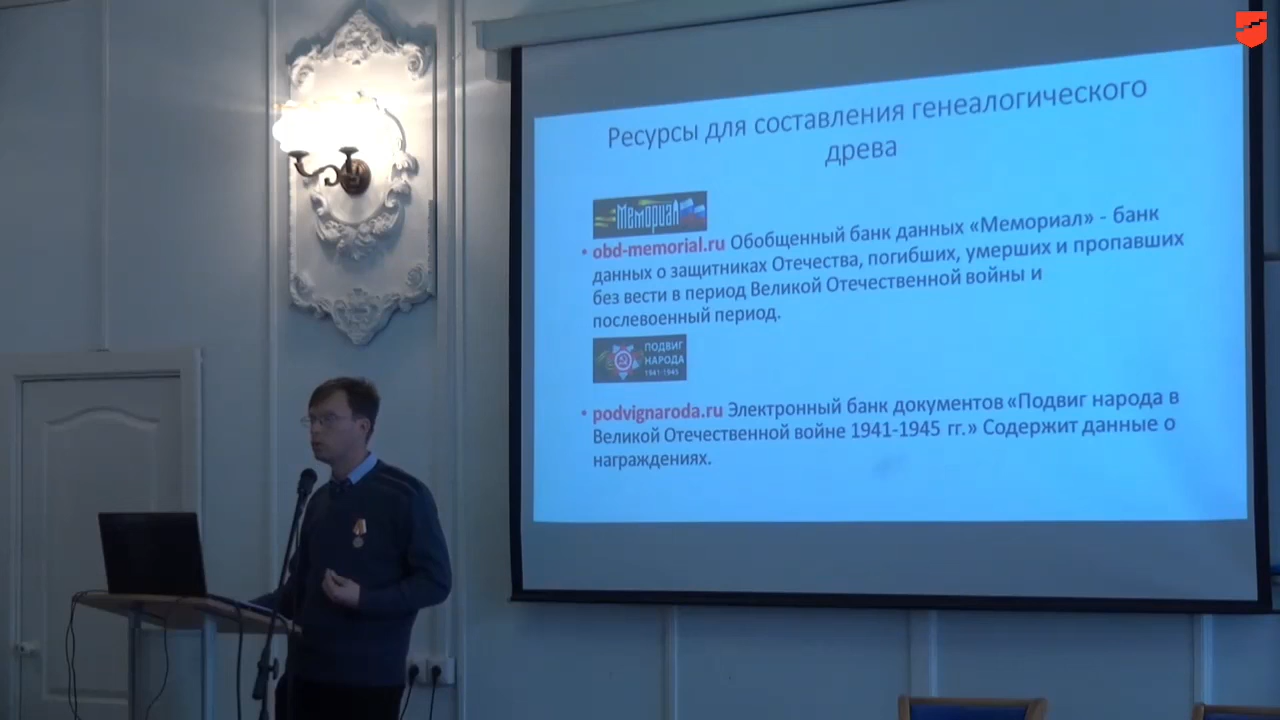 Ресурсы для составления генеалогического
древа
Мемориал
• obd-memorial.ru Обобщенный банк данных «Мемориал» - банк
данных о защитниках Отечества, погибших, умерших и пропавших
без вести в период Великой Отечественной войны и
послевоенный период.
ПОДВИГ
НАРОДА
1941-1945
• podvignaroda.ru Электронный банк документов «Подвиг народа в
Великой Отечественной войне 1941-1945 гг.» Содержит данные о
награждениях.